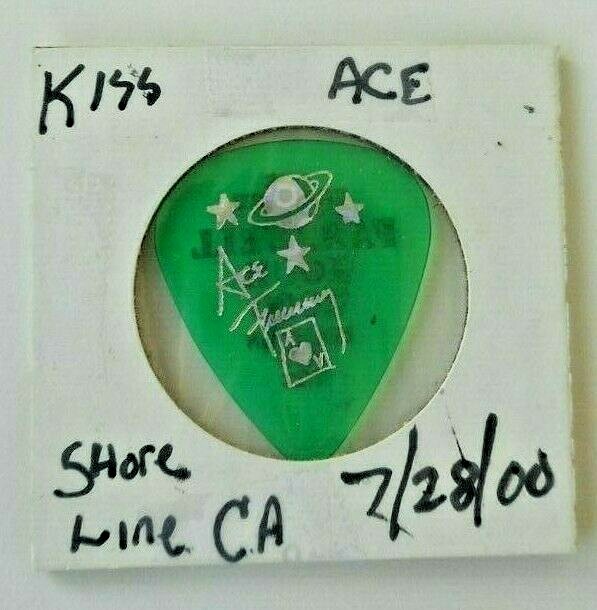 KISS ACE
Ace
Frehley
A
SHore 7/28/00
Line CA